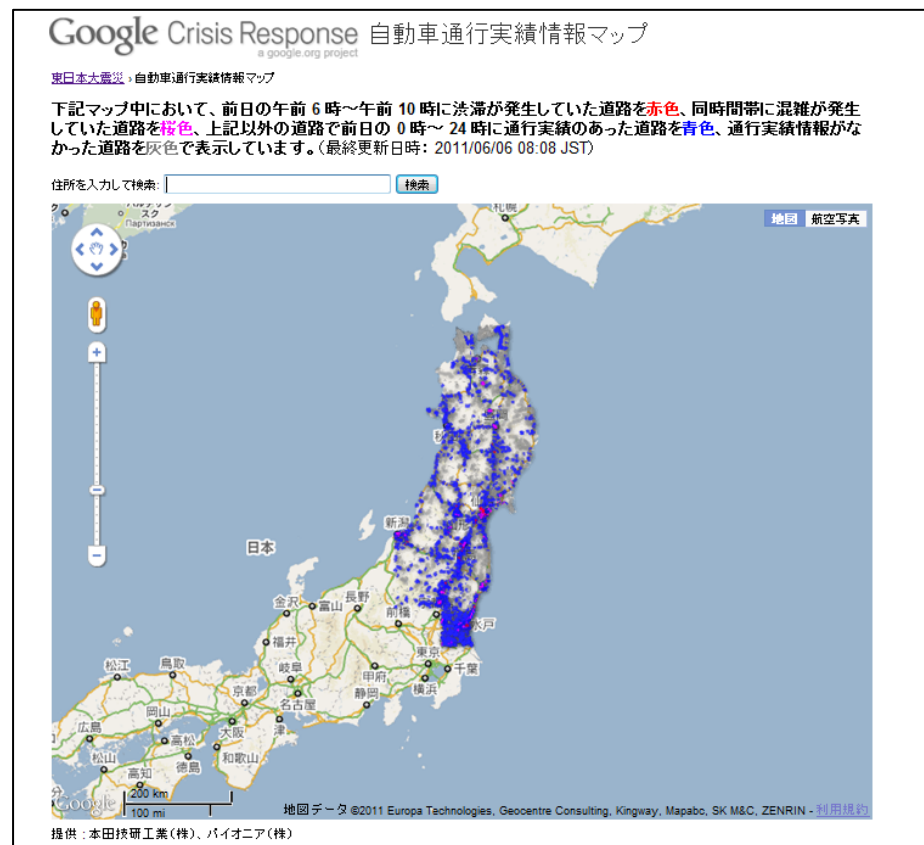 Google Crisis Response 自動車通行実績情報マップ
a google.org project
東日本大震災 › 自動車通行実績情報マップ
下記マップ中において、前日の午前 6 時～午前 10 時に渋滞が発生していた道路を赤色、同時間帯に混雑が発生
していた道路を桜色、上記以外の道路で前日の 0 時～ 24 時に通行実績のあった道路を青色、通行実績情報がな
かった道路を灰色で表示しています。(最終更新日時: 2011/06/06 08:08 JST)
住所を入力して検索:
検索
スク
Партизанск
札幌
地図
航空写真
新潟
日本
金沢
富山
長野
前橋
水戸
福井
東京
松江
鳥取
岐阜
甲府
千葉
京都
静岡
横浜
岡山
名古屋
広島
大阪
津
高松
和歌山
松山
徳島
高知
200 km
Google
100 mi
地図データ ©2011 Europa Technologies, Geocentre Consulting, Kingway, Mapabc, SK M&C, ZENRIN - 利用規約
提供 : 本田技研工業(株)、パイオニア(株)